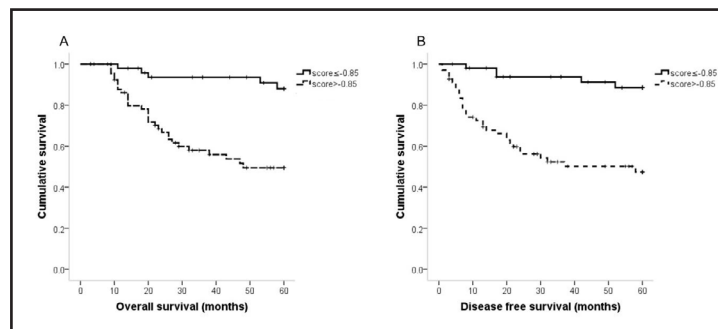 A
score≤-0.85
score>-0.85
Cumulative survival
1.0
0.8
0.6
0.4
0.2
0.0
0 10 20 30 40 50 60
Overall survival (months)
B
score≤-0.85
score>-0.85
Cumulative survival
1.0
0.8
0.6
0.4
0.2
0.0
0 10 20 30 40 50 60
Disease free survival (months)